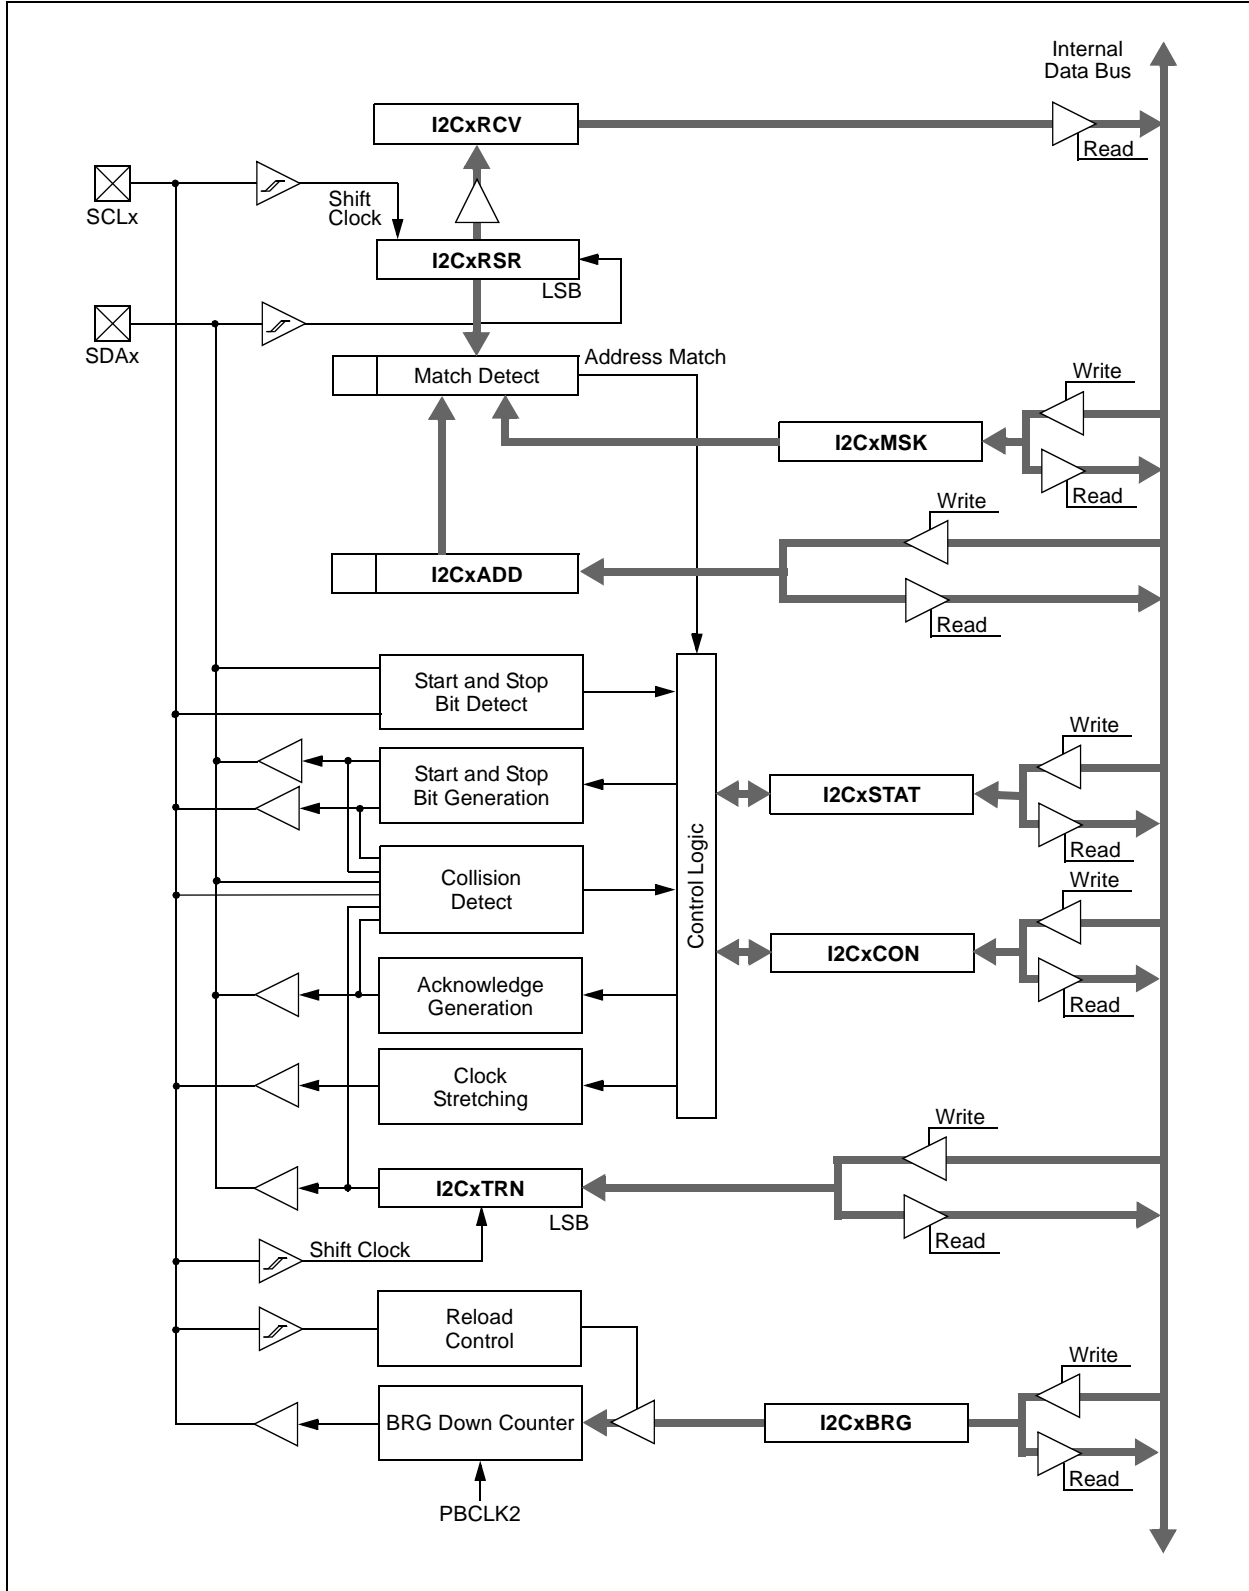 Internal
Data Bus
I2CxRCV
Read
SCLx
Shift
Clock
I2CxRSR
LSB
SDAx
Match Detect
Address Match
Write
I2CxMSK
Read
Write
I2CxADD
Read
Start and Stop
Bit Detect
Write
Start and Stop
Bit Generation
I2CxSTAT
Read
Control Logic
Collision
Detect
Write
I2CxCON
Read
Acknowledge
Generation
Clock
Stretching
Write
I2CxTRN
LSB
Read
Shift Clock
Reload
Control
Write
BRG Down Counter
I2CxBRG
Read
PBCLK2